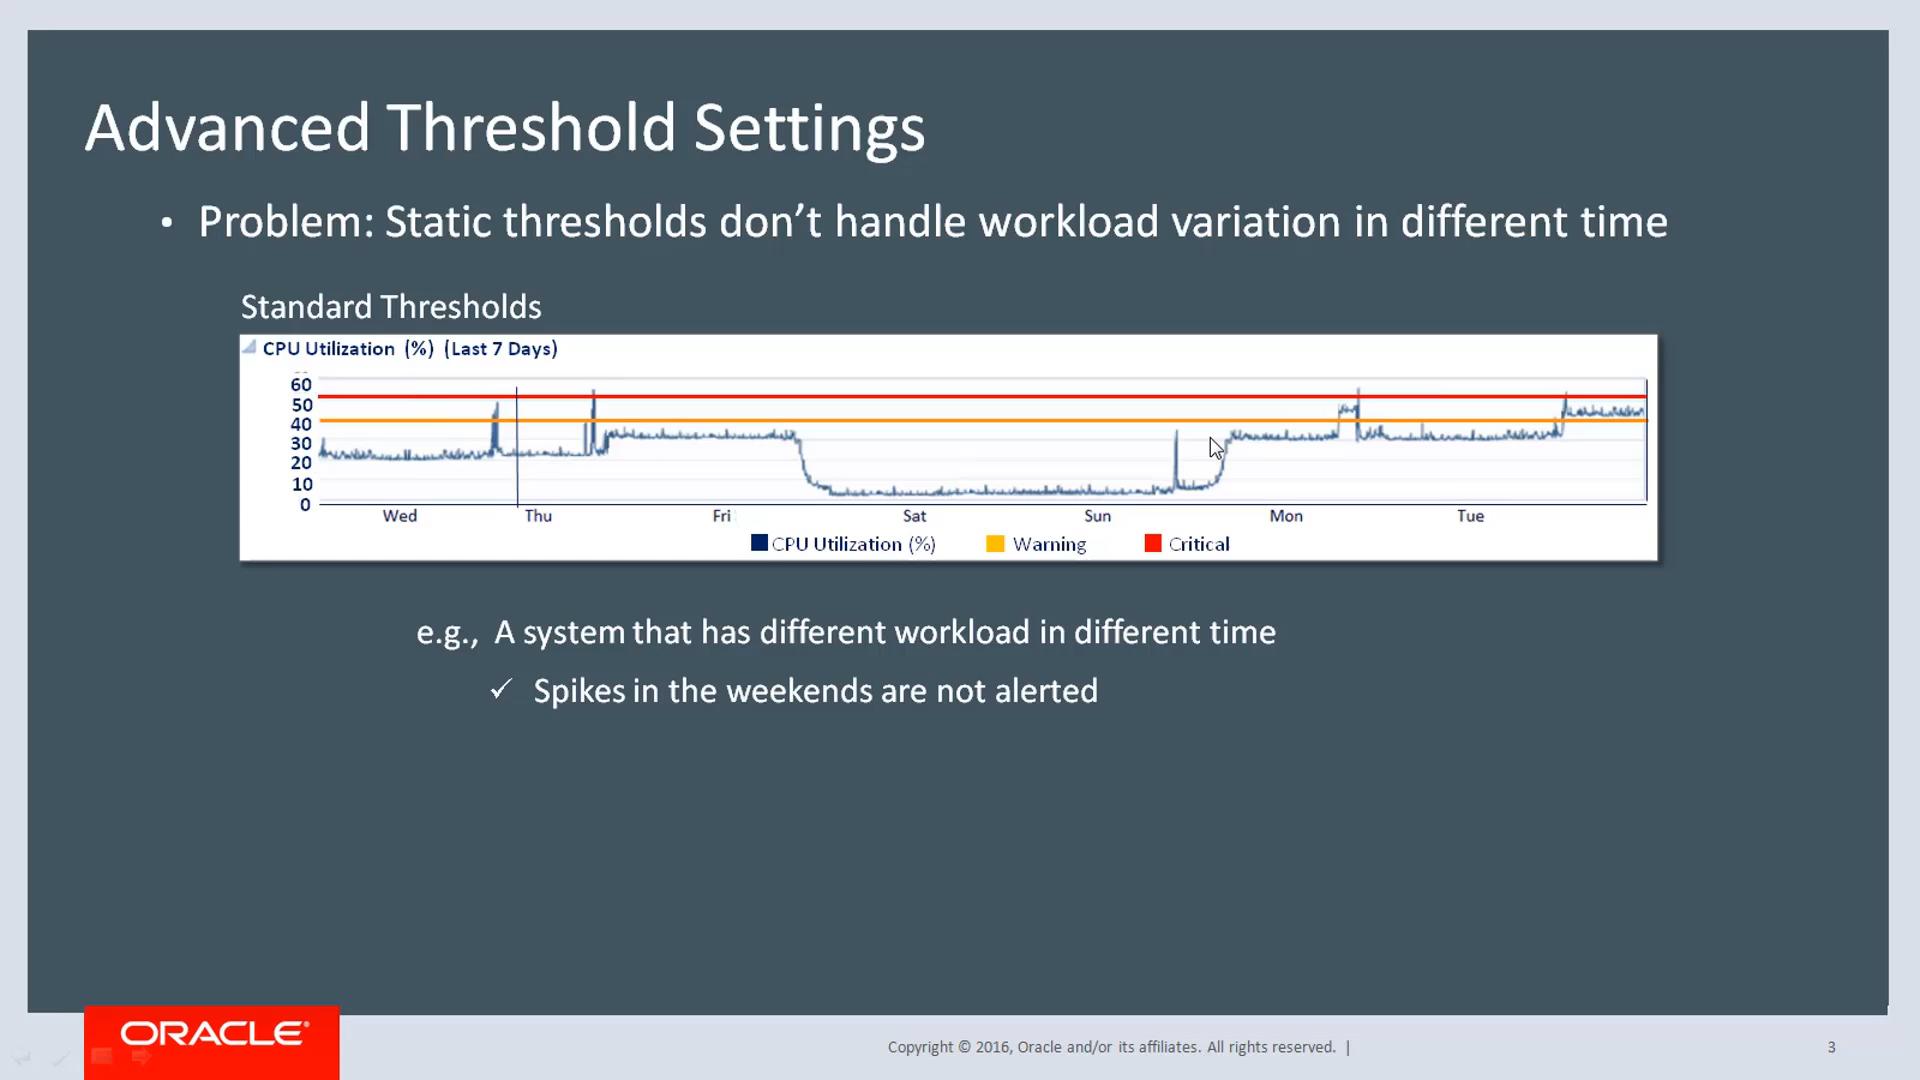 Advanced Threshold Settings
• Problem: Static thresholds don’t handle workload variation in different time
Standard Thresholds
CPU Utilization (%) (Last 7 Days)
60
50
40
30
20
10
0
Wed Thu Fri Sat Sun Mon Tue
CPU Utilization (%) Warning Critical
e.g., A system that has different workload in different time
✓ Spikes in the weekends are not alerted
ORACLE®
Copyright © 2016, Oracle and/or its affiliates. All rights reserved. | 3